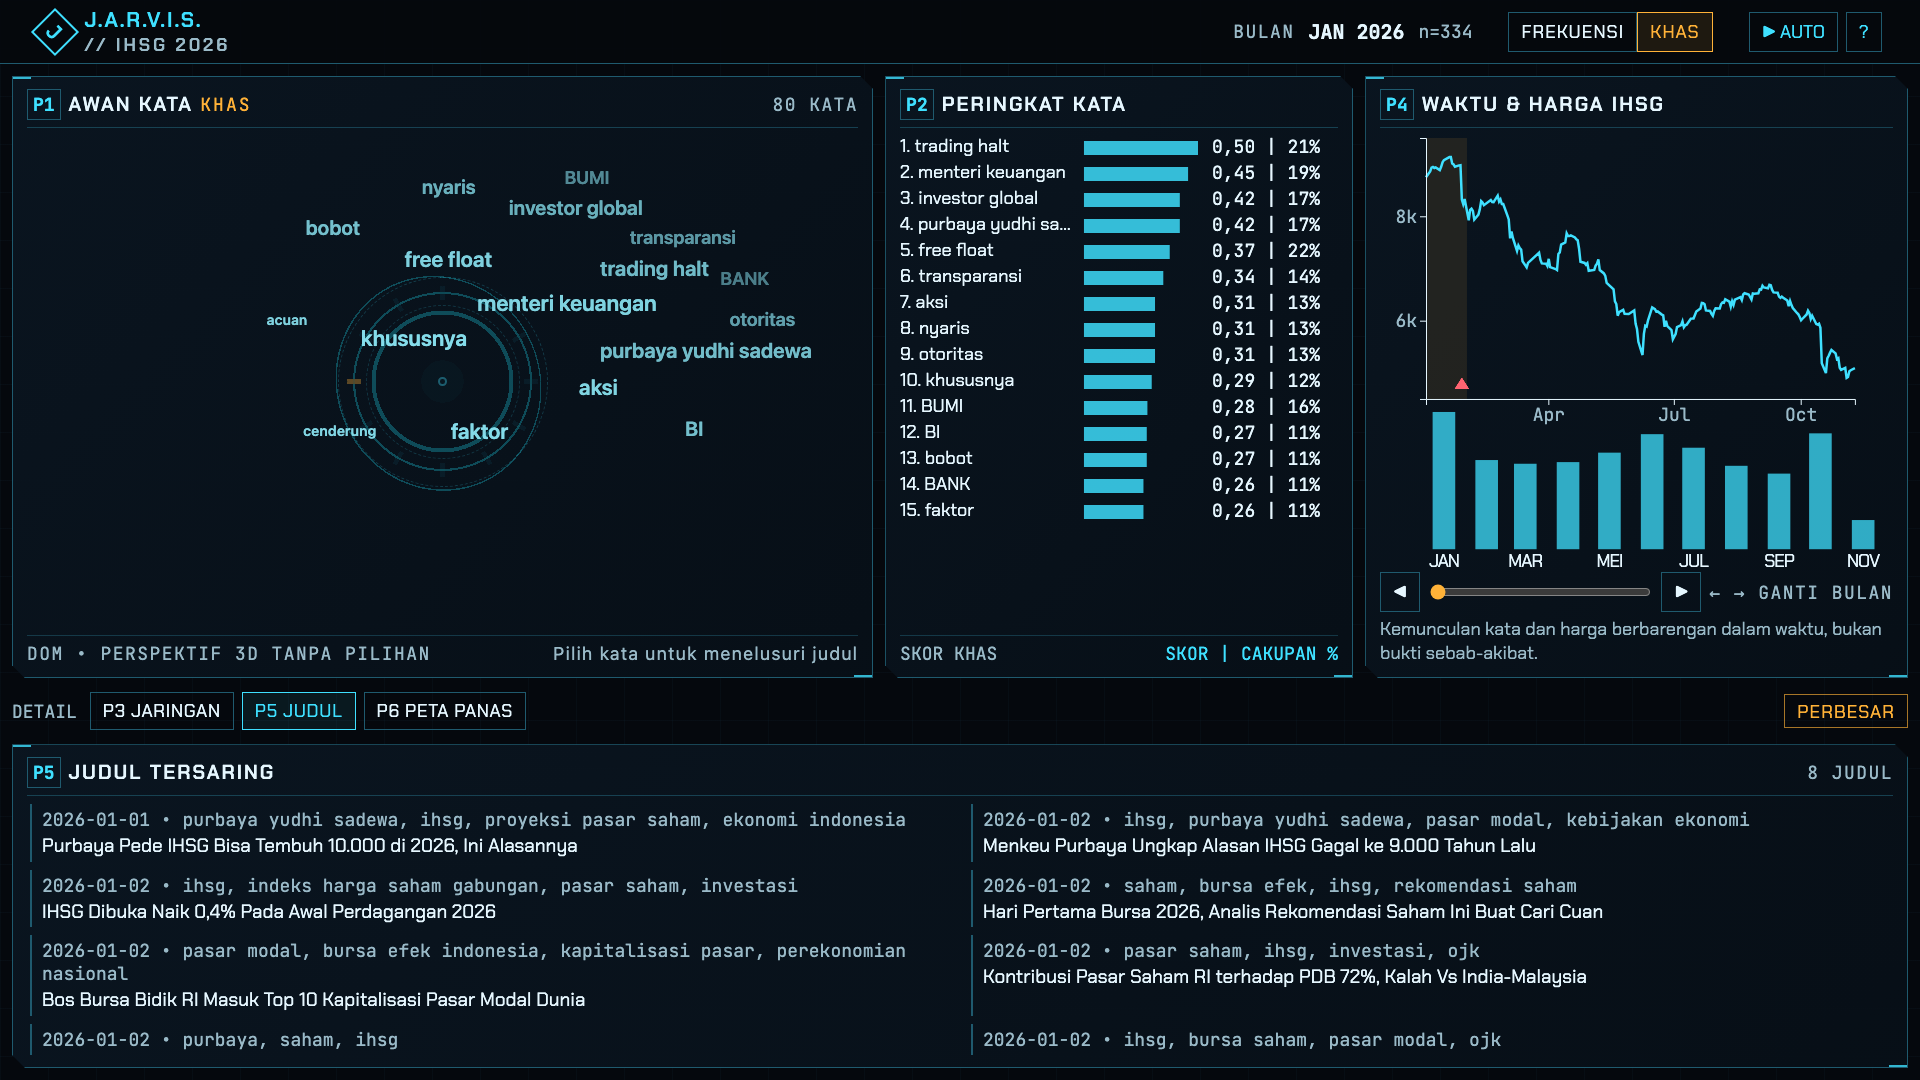 J.A.R.V.I.S.
// IHSG 2026
BULAN JAN 2026 n=334
FREKUENSI KHAS
▶ AUTO
?
P1 AWAN KATA KHAS
80 KATA
nyaris
BUMI
investor global
bobot
transparansi
free float
trading halt
BANK
menteri keuangan
acuan
otoritas
khususnya
purbaya yudhi sadewa
aksi
cenderung
faktor
BI
DOM • PERSPEKTIF 3D TANPA PILIHAN
Pilih kata untuk menelusuri judul
P2 PERINGKAT KATA
1. trading halt 0,50 | 21%
2. menteri keuangan 0,45 | 19%
3. investor global 0,42 | 17%
4. purbaya yudhi sa... 0,42 | 17%
5. free float 0,37 | 22%
6. transparansi 0,34 | 14%
7. aksi 0,31 | 13%
8. nyaris 0,31 | 13%
9. otoritas 0,31 | 13%
10. khususnya 0,29 | 12%
11. BUMI 0,28 | 16%
12. BI 0,27 | 11%
13. bobot 0,27 | 11%
14. BANK 0,26 | 11%
15. faktor 0,26 | 11%
SKOR KHAS
SKOR | CAKUPAN %
P4 WAKTU & HARGA IHSG
8k
6k
Apr Jul Oct
JAN MAR MEI JUL SEP NOV
◀ ▶ ← → GANTI BULAN
Kemunculan kata dan harga berbarengan dalam waktu, bukan
bukti sebab-akibat.
DETAIL P3 JARINGAN P5 JUDUL P6 PETA PANAS
PERBESAR
P5 JUDUL TERSARING
8 JUDUL
2026-01-01 • purbaya yudhi sadewa, ihsg, proyeksi pasar saham, ekonomi indonesia
Purbaya Pede IHSG Bisa Tembuh 10.000 di 2026, Ini Alasannya
2026-01-02 • ihsg, purbaya yudhi sadewa, pasar modal, kebijakan ekonomi
Menkeu Purbaya Ungkap Alasan IHSG Gagal ke 9.000 Tahun Lalu
2026-01-02 • ihsg, indeks harga saham gabungan, pasar saham, investasi
IHSG Dibuka Naik 0,4% Pada Awal Perdagangan 2026
2026-01-02 • saham, bursa efek, ihsg, rekomendasi saham
Hari Pertama Bursa 2026, Analis Rekomendasi Saham Ini Buat Cari Cuan
2026-01-02 • pasar modal, bursa efek indonesia, kapitalisasi pasar, perekonomian
nasional
Bos Bursa Bidik RI Masuk Top 10 Kapitalisasi Pasar Modal Dunia
2026-01-02 • pasar saham, ihsg, investasi, ojk
Kontribusi Pasar Saham RI terhadap PDB 72%, Kalah Vs India-Malaysia
2026-01-02 • purbaya, saham, ihsg
2026-01-02 • ihsg, bursa saham, pasar modal, ojk